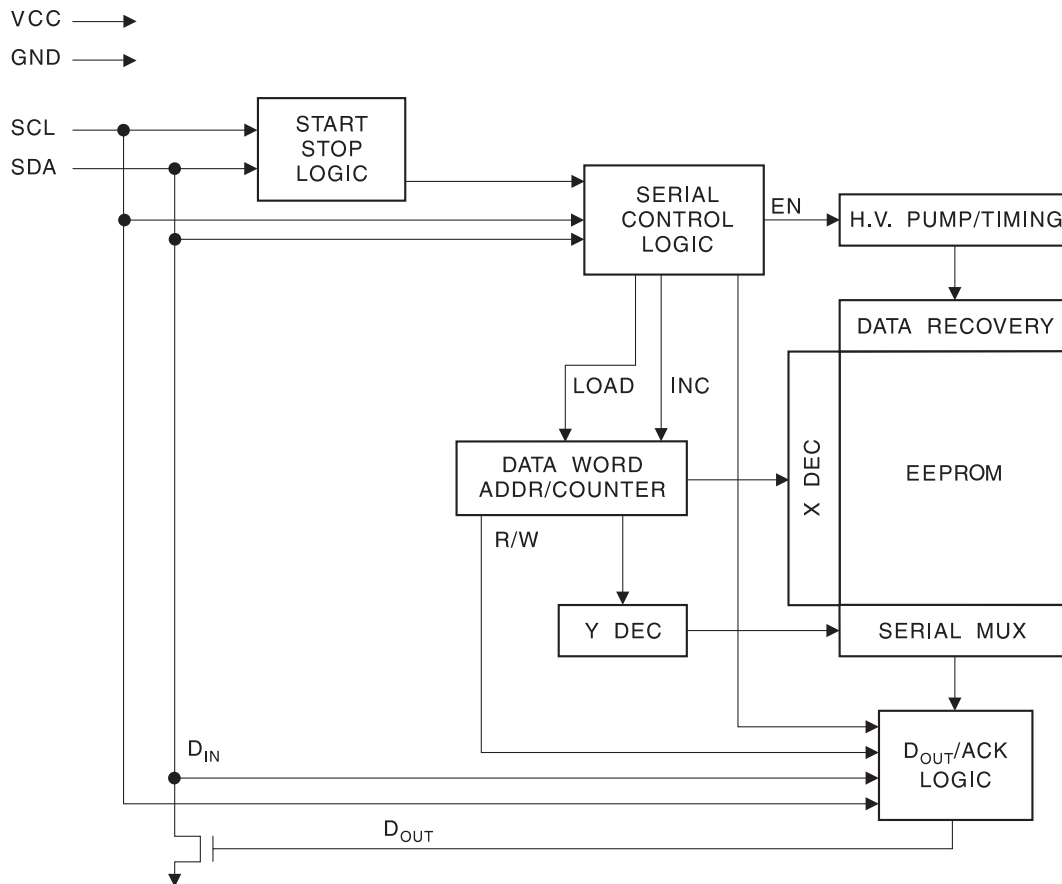 VCC
GND
SCL
SDA
START
STOP
LOGIC
SERIAL
CONTROL
LOGIC
EN
H.V. PUMP/TIMING
DATA RECOVERY
LOAD
INC
DATA WORD
ADDR/COUNTER
X DEC
EEPROM
R/W
Y DEC
SERIAL MUX
DIN
DOUT/ACK
LOGIC
DOUT